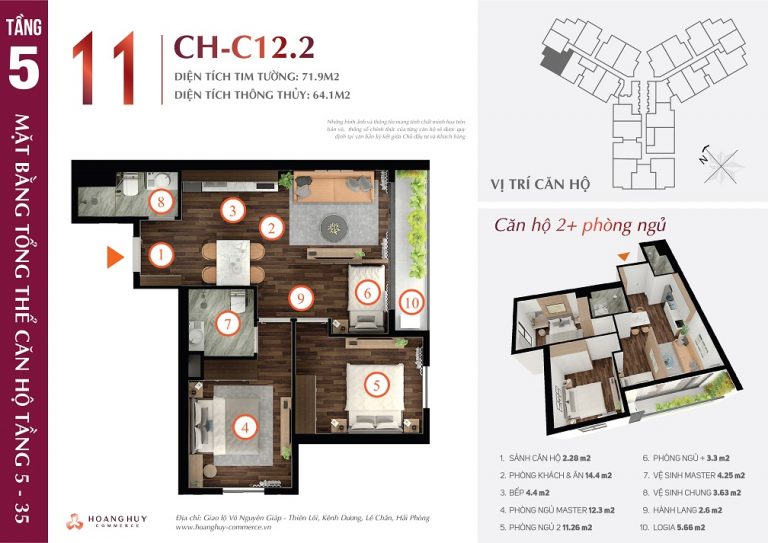 TẦNG
5
MẶT BẰNG TỔNG THỂ CĂN HỘ TẦNG 5 - 35
11
CH-C12.2
DIỆN TÍCH TIM TƯỜNG: 71.9M2
DIỆN TÍCH THÔNG THỦY: 64.1M2
Những hình ảnh và thông tin mang tính chất minh họa trên
bản vẽ, thông số chính thức của từng căn hộ sẽ được quy
định tại văn bản ký kết giữa Chủ đầu tư và Khách hàng
8
3
2
1
6
9
10
7
5
4
VỊ TRÍ CĂN HỘ
N
Căn hộ 2+ phòng ngủ
1. SẢNH CĂN HỘ 2.28 m2
2. PHÒNG KHÁCH & ĂN 14.4 m2
3. BẾP 4.4 m2
4. PHÒNG NGỦ MASTER 12.3 m2
5. PHÒNG NGỦ 2 11.26 m2
6. PHÒNG NGỦ + 3.3 m2
7. VỆ SINH MASTER 4.25 m2
8. VỆ SINH CHUNG 3.63 m2
9. HÀNH LANG 2.6 m2
10. LOGIA 5.66 m2
HOANG HUY
COMMERCE
Địa chỉ: Giao lộ Võ Nguyên Giáp - Thiên Lôi, Kênh Dương, Lê Chân, Hải Phòng
www.hoanghuy-commerce.vn